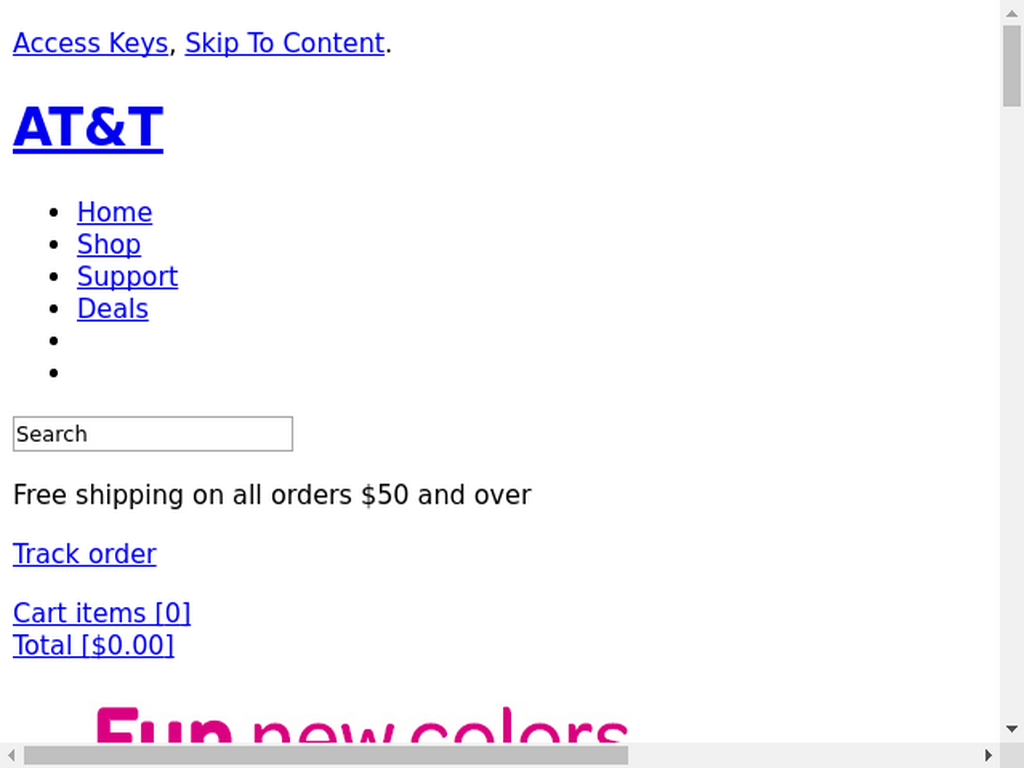 Access Keys, Skip To Content.
AT&T
Home
Shop
Support
Deals
Search
Free shipping on all orders $50 and over
Track order
Cart items [0]
Total [$0.00]
Fun new colors